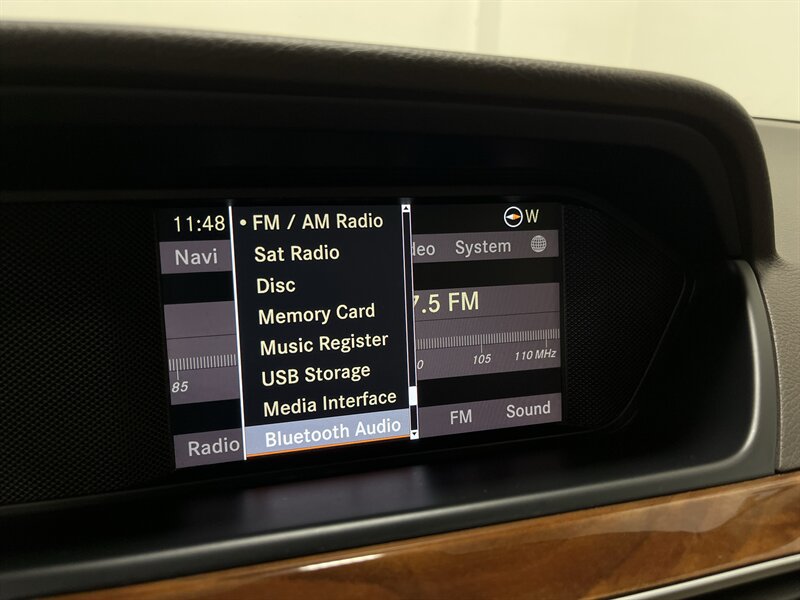 11:48
W
Navi
System
• FM / AM Radio
Sat Radio
Disc
Memory Card
Music Register
USB Storage
Media Interface
Bluetooth Audio
7.5 FM
85
105
110 MHz
Radio
FM
Sound